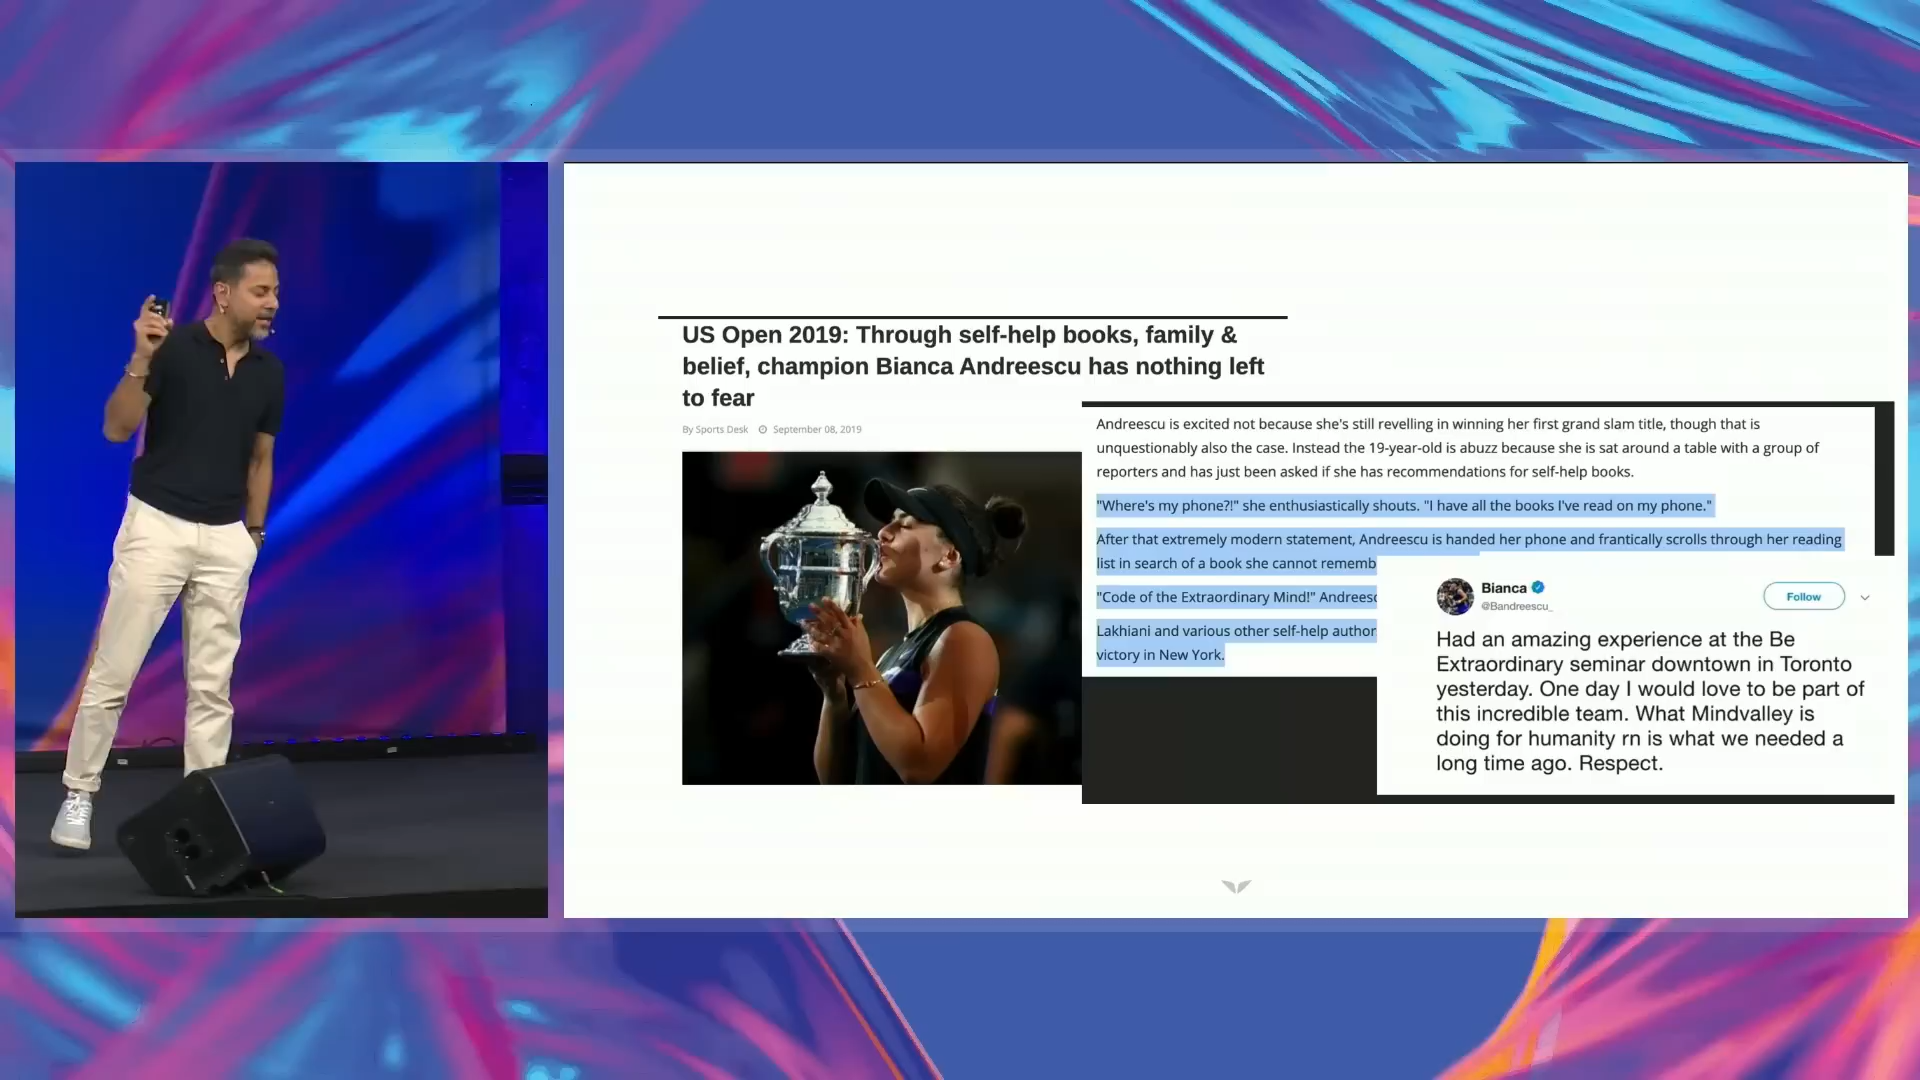 US Open 2019: Through self-help books, family &
belief, champion Bianca Andreescu has nothing left
to fear
By Sports Desk September 08, 2019
Andreescu is excited not because she's still revelling in winning her first grand slam title, though that is
unquestionably also the case. Instead the 19-year-old is abuzz because she is sat around a table with a group of
reporters and has just been asked if she has recommendations for self-help books.
"Where's my phone?!" she enthusiastically shouts. "I have all the books I've read on my phone."
After that extremely modern statement, Andreescu is handed her phone and frantically scrolls through her reading
list in search of a book she cannot rememb
"Code of the Extraordinary Mind!" Andreesc
Lakhiani and various other self-help author
victory in New York.
Bianca
@Bandreescu_
Follow
Had an amazing experience at the Be
Extraordinary seminar downtown in Toronto
yesterday. One day I would love to be part of
this incredible team. What Mindvalley is
doing for humanity rn is what we needed a
long time ago. Respect.